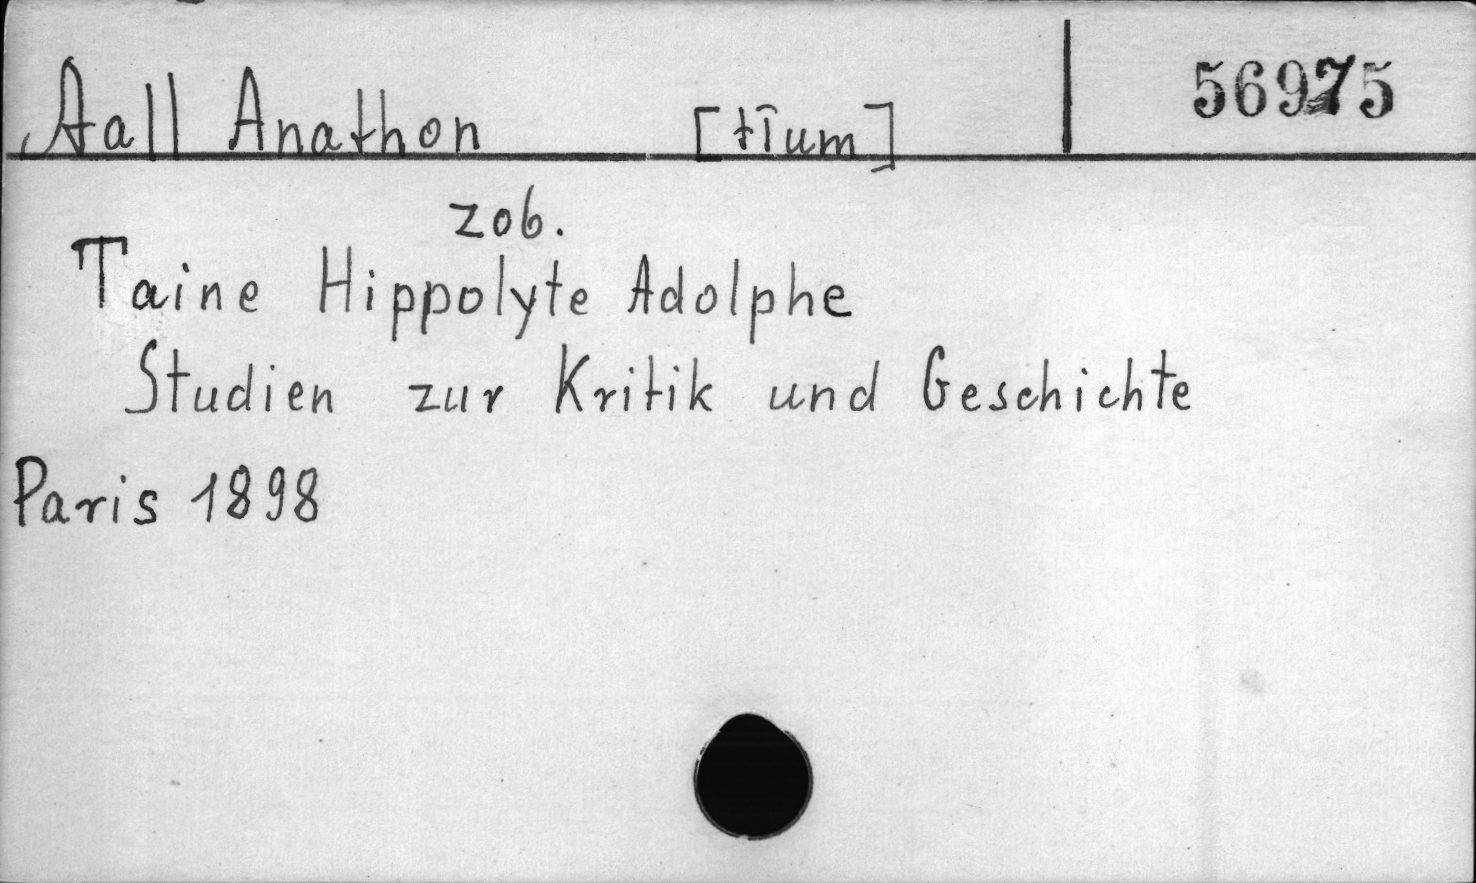 Aall Anathon [tłum] 56975
zob.
Taine Hippolyte Adolphe
Studien zur Kritik und Geschichte
Paris 1898